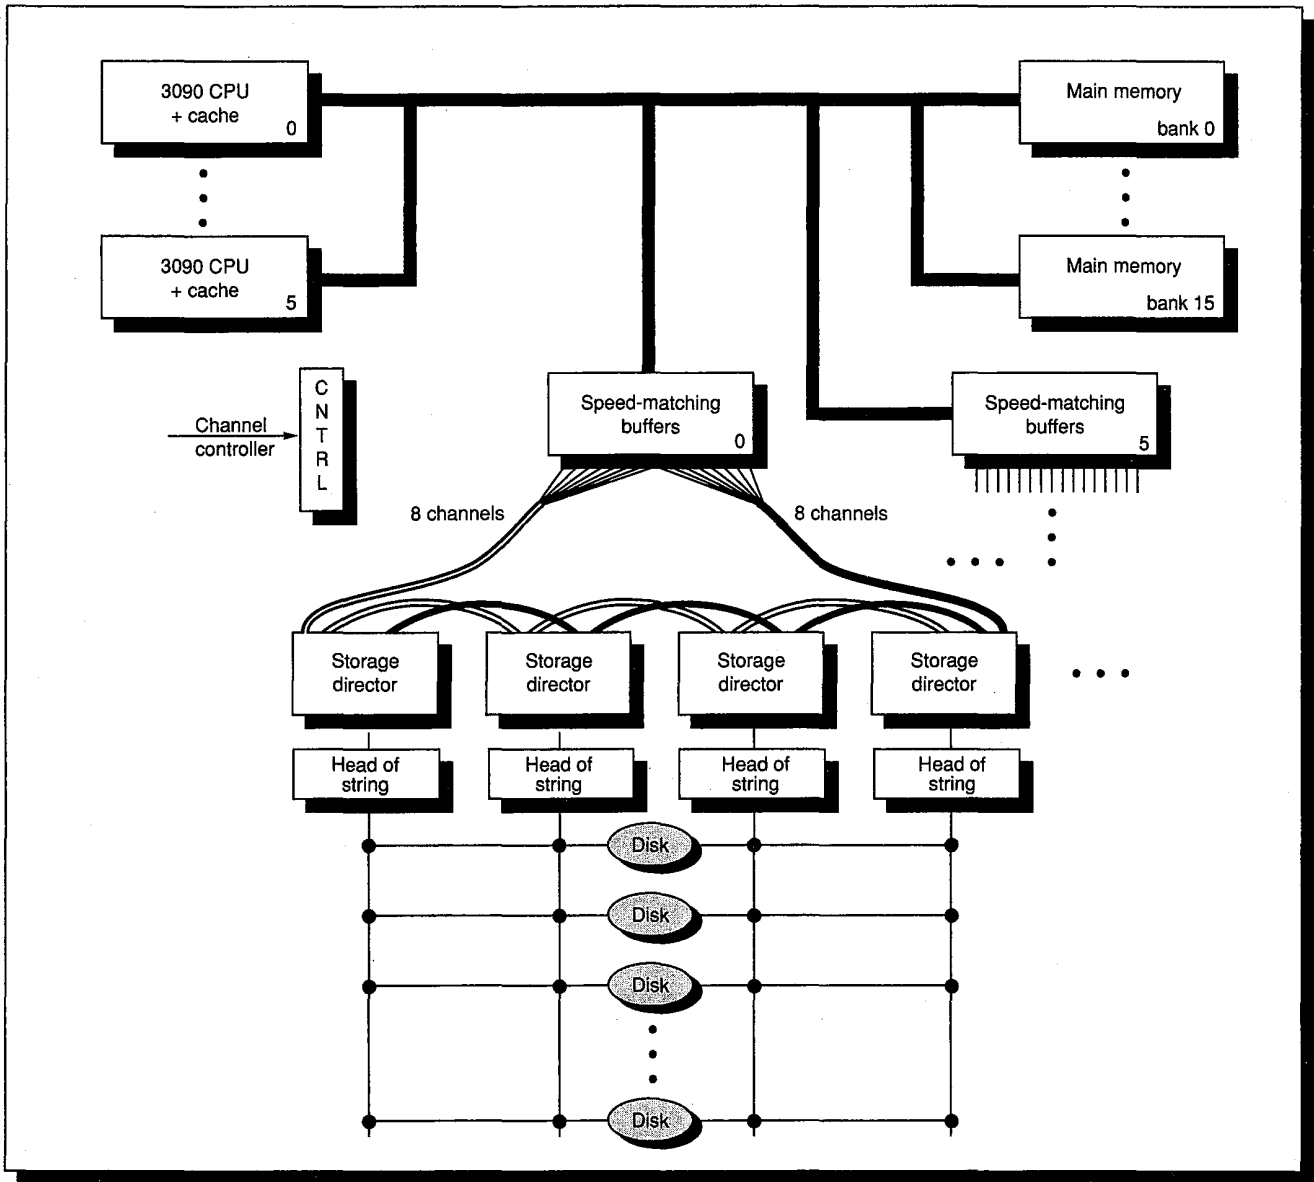 3090 CPU
+ cache
0
Main memory
bank 0
3090 CPU
+ cache
5
Main memory
bank 15
C
N
T
R
L
Channel
controller
Speed-matching
buffers
0
Speed-matching
buffers
5
8 channels
8 channels
Storage
director
Storage
director
Storage
director
Storage
director
Head of
string
Head of
string
Head of
string
Head of
string
Disk
Disk
Disk
Disk